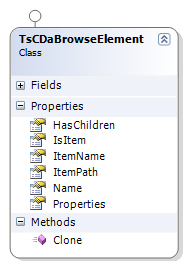 TsCDaBrowseElement
Class
Fields
Properties
HasChildren
IsItem
ItemName
ItemPath
Name
Properties
Methods
Clone